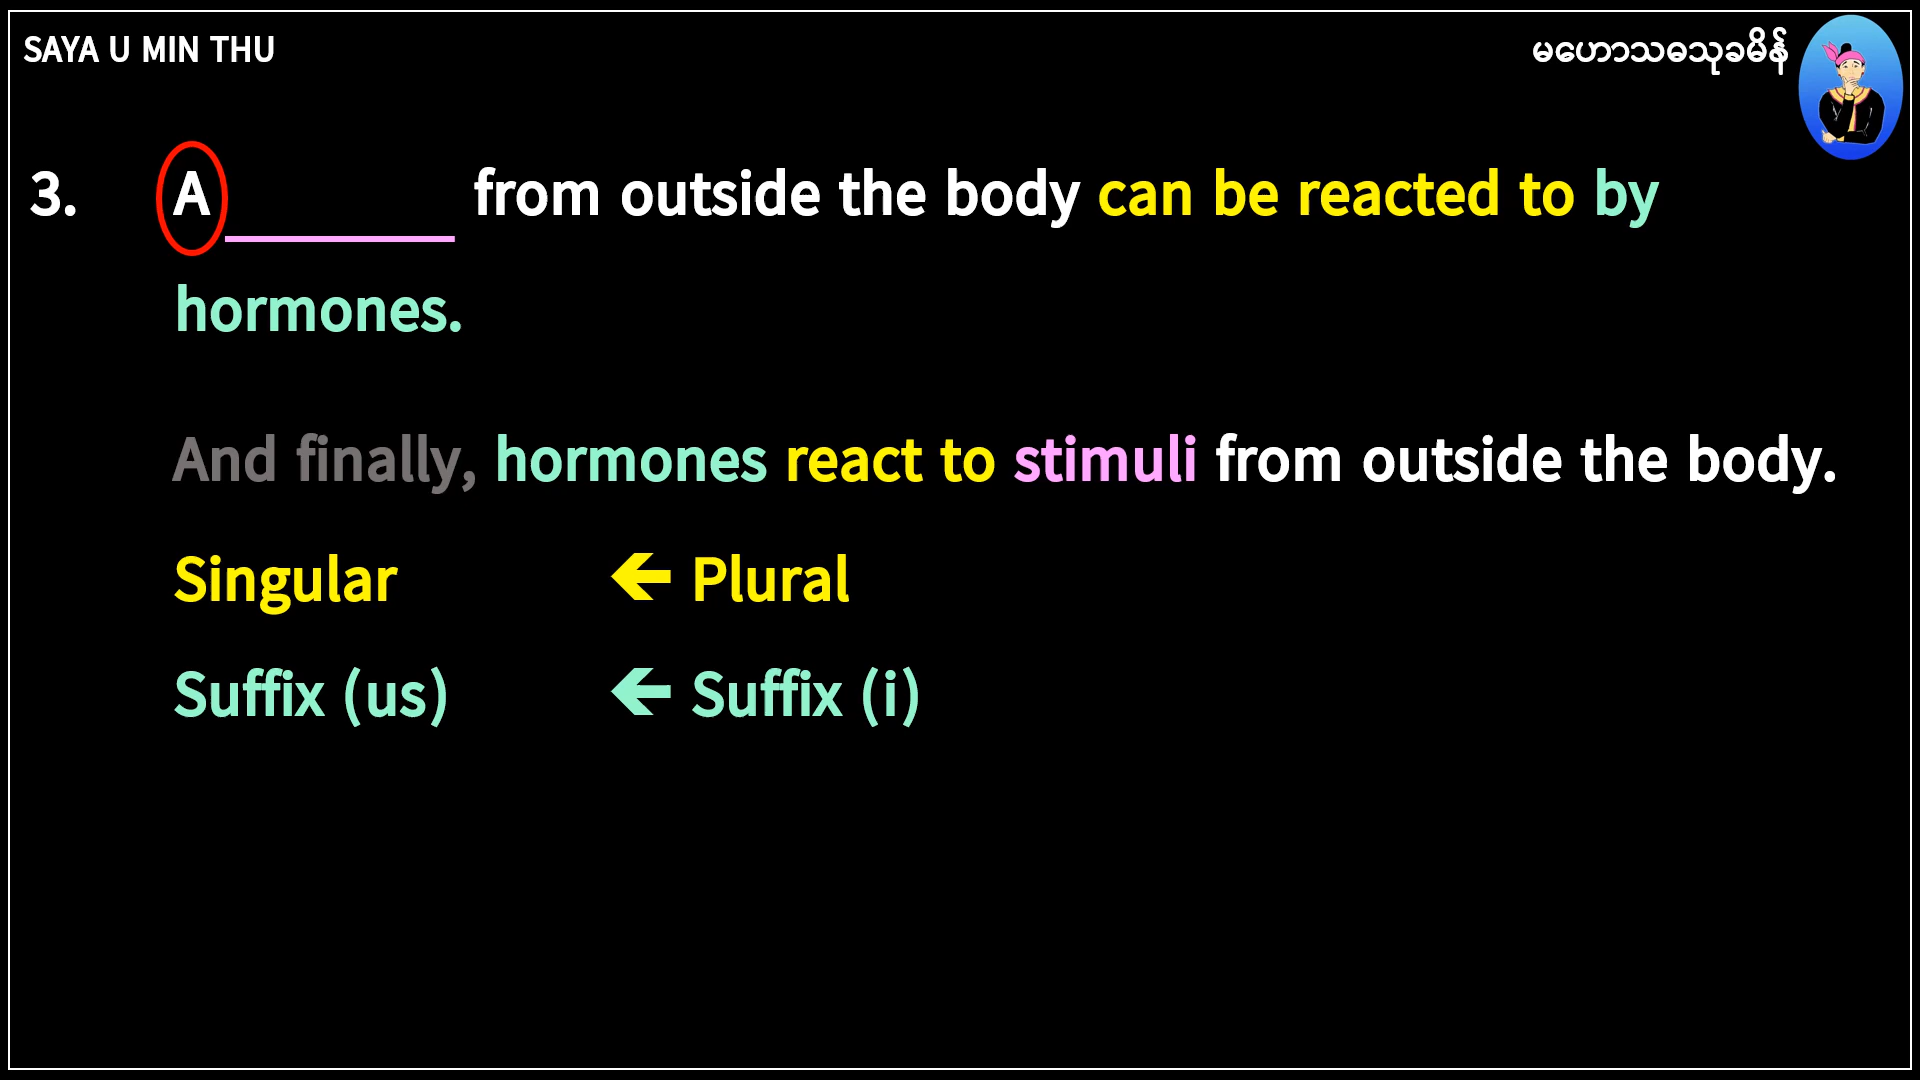 SAYA U MIN THU
မဟောသဓသုခမိန်
3. A________ from outside the body can be reacted to by
hormones.
And finally, hormones react to stimuli from outside the body.
Singular 🡸 Plural
Suffix (us) 🡸 Suffix (i)